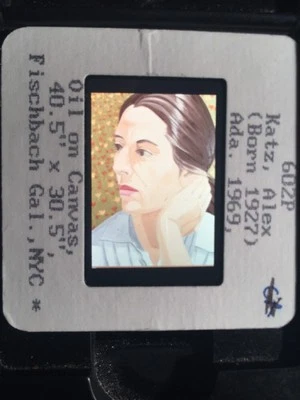 602P
Katz, Alex
(Born 1927)
Ada. 1969,
Oil on Canvas,
40.5" x 30.5",
Fischbach Gal.,NYC *